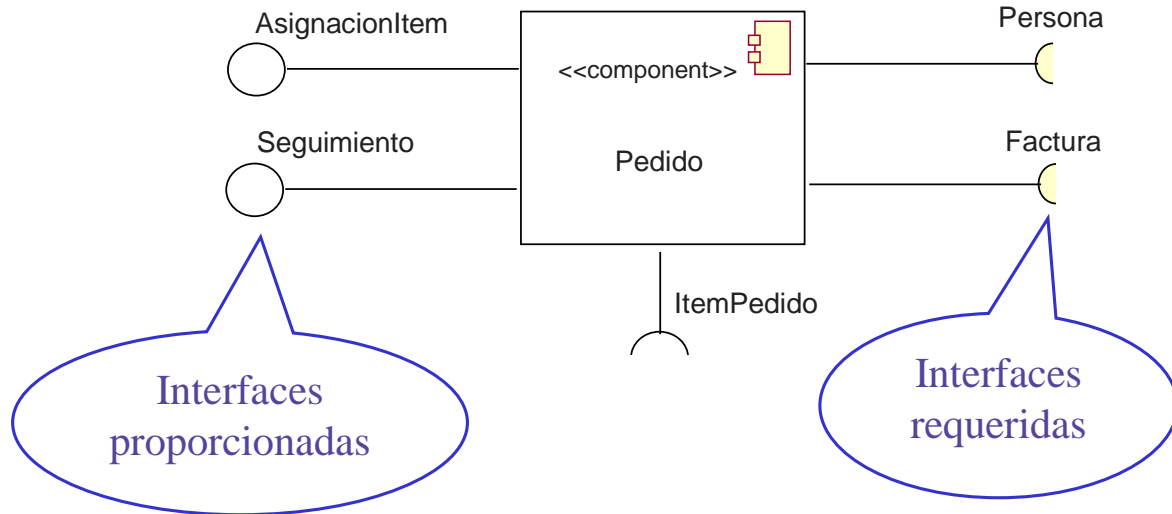 AsignacionItem
Persona
<<component>>
Seguimiento
Factura
Pedido
ItemPedido
Interfaces
proporcionadas
Interfaces
requeridas